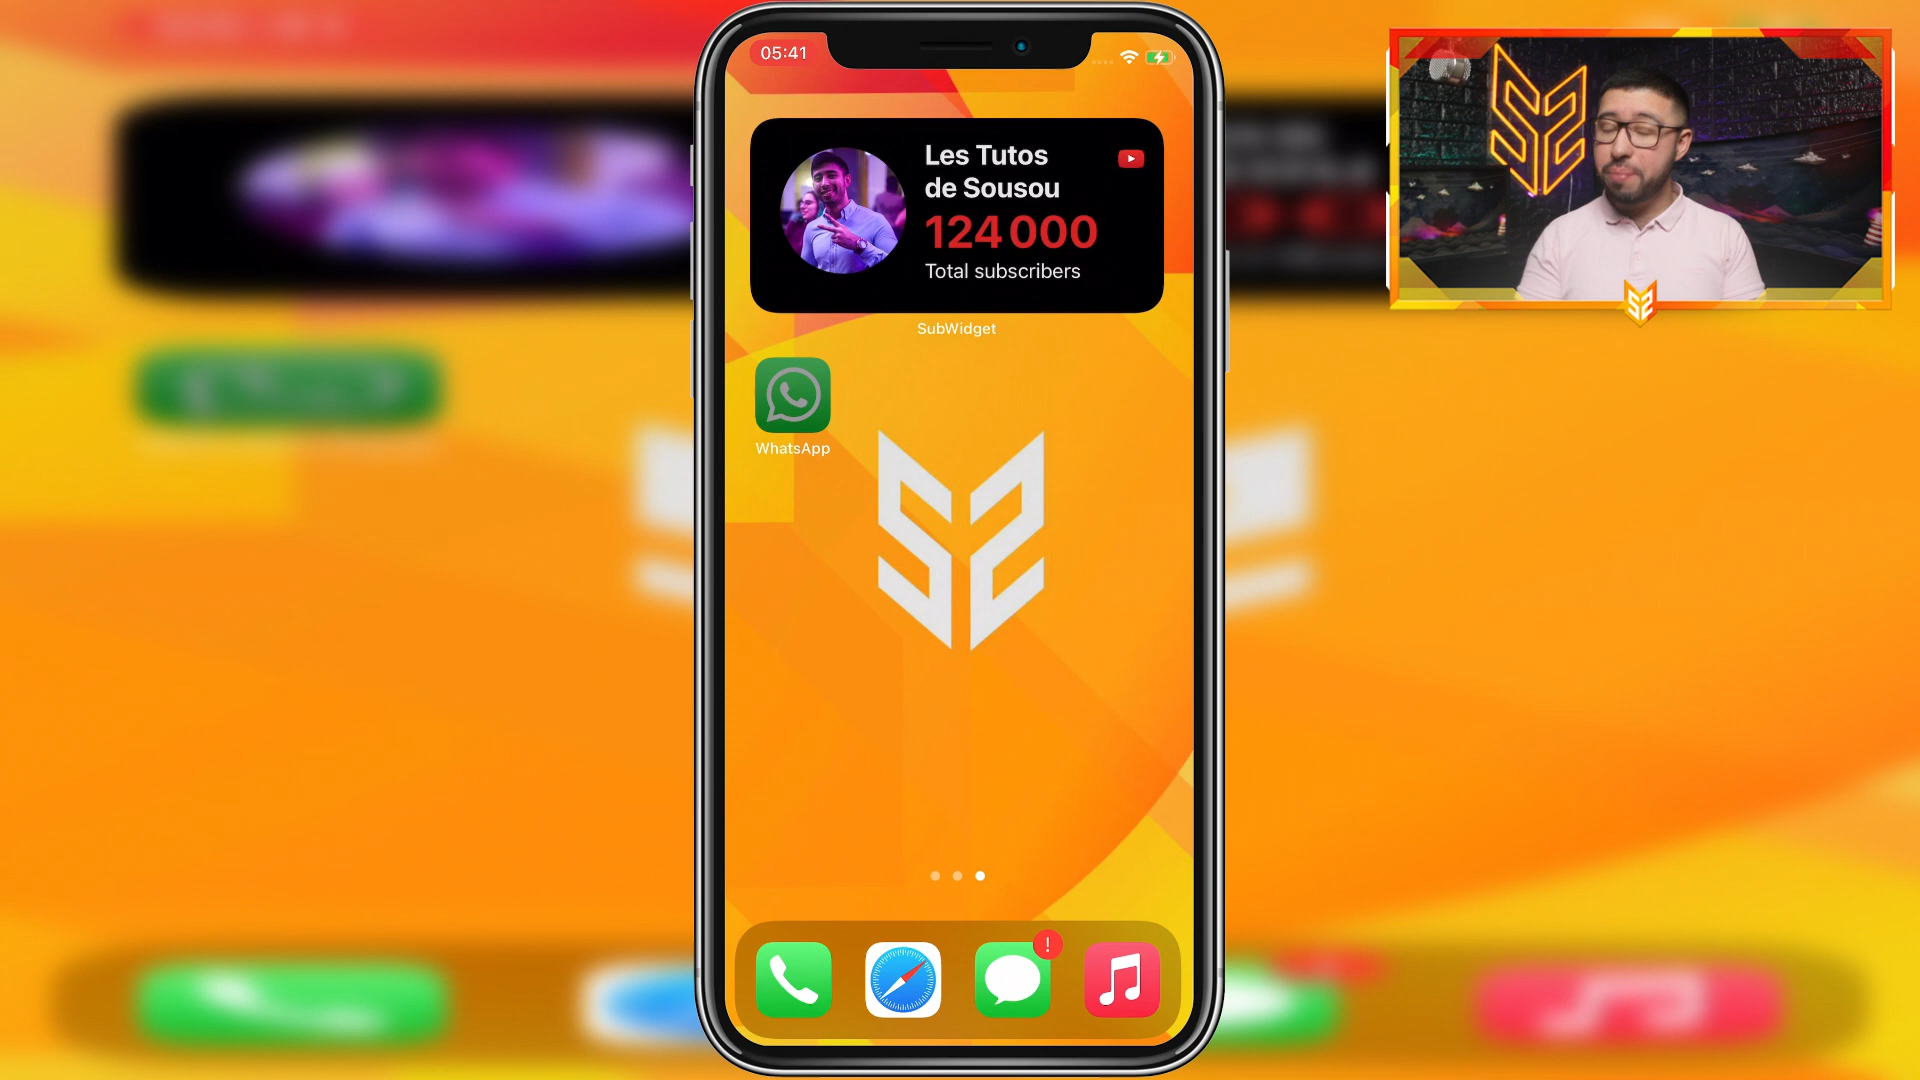 05:41
Les Tutos
de Sousou
124 000
Total subscribers
SubWidget
WhatsApp
!